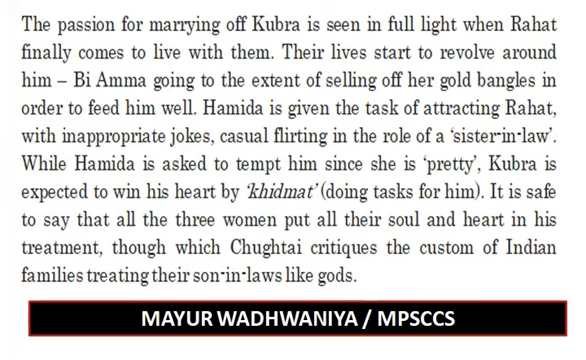 The passion for marrying off Kubra is seen in full light when Rahat
finally comes to live with them. Their lives start to revolve around
him – Bi Amma going to the extent of selling off her gold bangles in
order to feed him well. Hamida is given the task of attracting Rahat,
with inappropriate jokes, casual flirting in the role of a ‘sister-in-law’.
While Hamida is asked to tempt him since she is ‘pretty’, Kubra is
expected to win his heart by ‘khidmat’ (doing tasks for him). It is safe
to say that all the three women put all their soul and heart in his
treatment, though which Chughtai critiques the custom of Indian
families treating their son-in-laws like gods.
MAYUR WADHWANIYA / MPSCCS